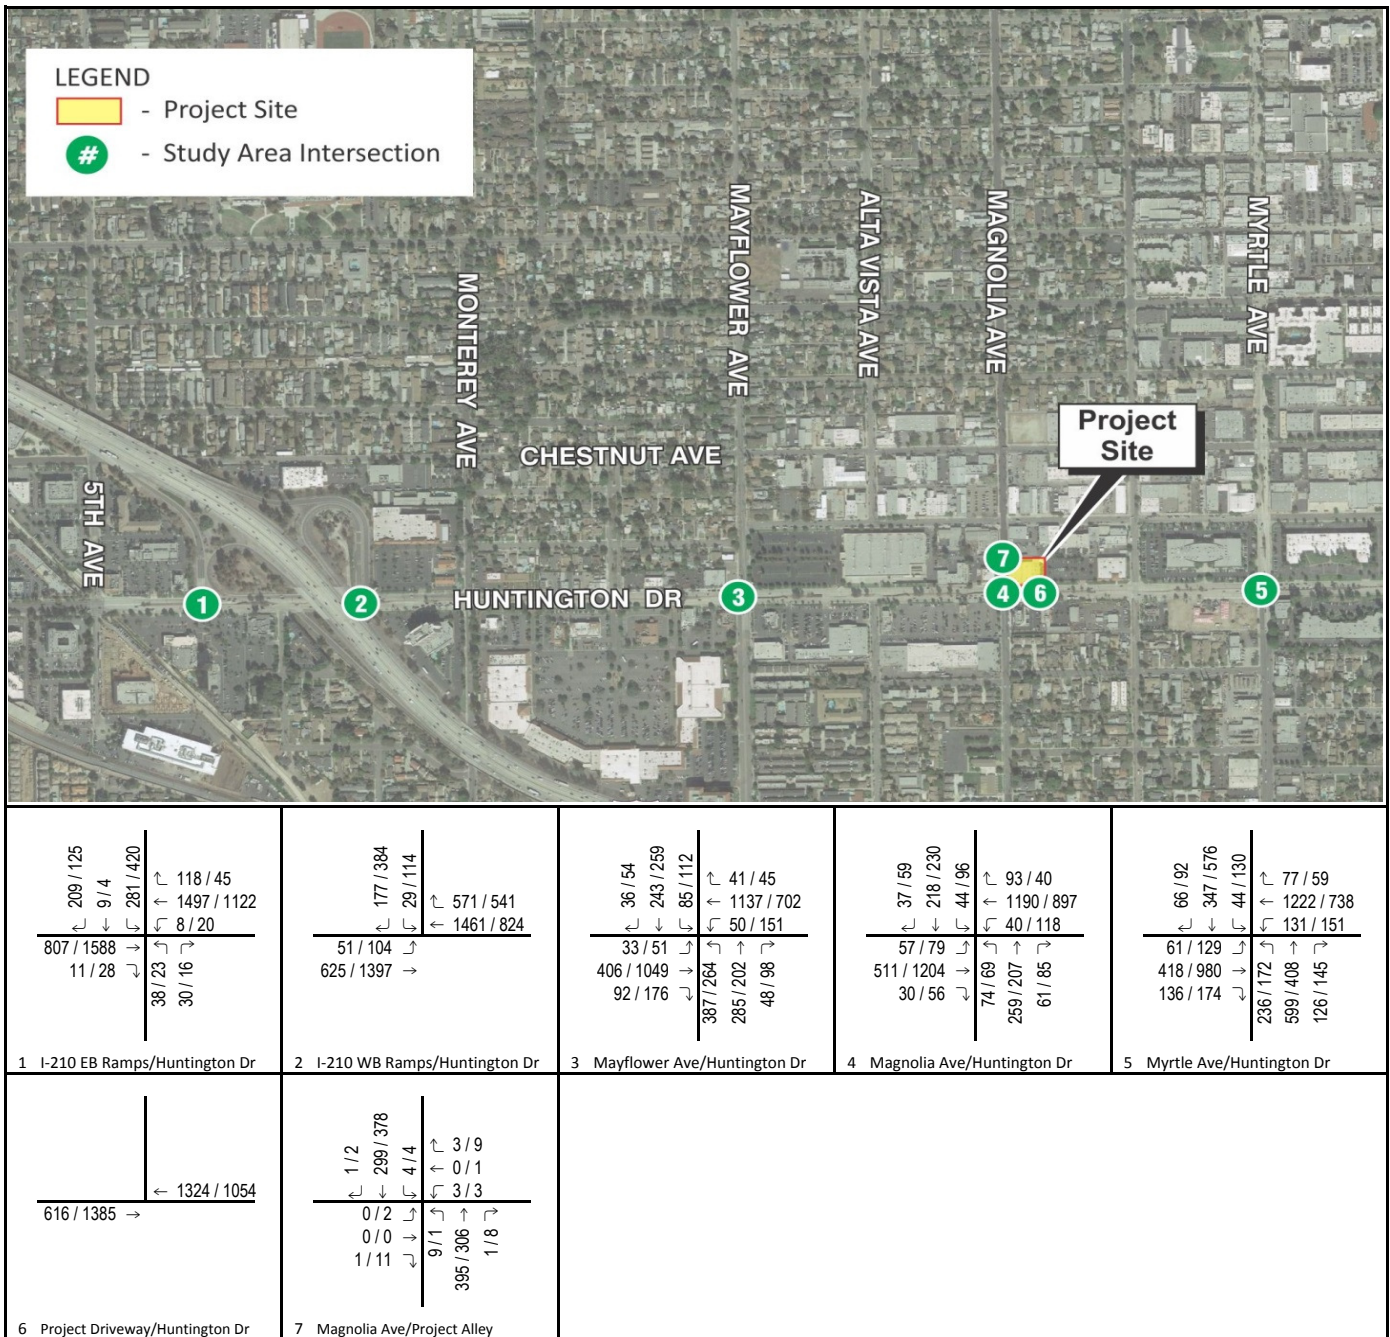 LEGEND
- Project Site
# - Study Area Intersection
5TH AVE
MONTEREY AVE
MAYFLOWER AVE
ALTA VISTA AVE
MAGNOLIA AVE
MYRTLE AVE
CHESTNUT AVE
HUNTINGTON DR
Project
Site
1
2
3
7
4
6
5
209 / 125
9 / 4
281 / 420
118 / 45
1497 / 1122
8 / 20
807 / 1588
11 / 28
38 / 23
30 / 16
1 I-210 EB Ramps/Huntington Dr
177 / 384
29 / 114
571 / 541
1461 / 824
51 / 104
625 / 1397
2 I-210 WB Ramps/Huntington Dr
36 / 54
243 / 259
85 / 112
41 / 45
1137 / 702
50 / 151
33 / 51
406 / 1049
92 / 176
387 / 264
285 / 202
48 / 98
3 Mayflower Ave/Huntington Dr
37 / 59
218 / 230
44 / 96
93 / 40
1190 / 897
40 / 118
57 / 79
511 / 1204
30 / 56
74 / 69
259 / 207
61 / 85
4 Magnolia Ave/Huntington Dr
66 / 92
347 / 576
44 / 130
77 / 59
1222 / 738
131 / 151
61 / 129
418 / 980
136 / 174
236 / 172
599 / 408
126 / 145
5 Myrtle Ave/Huntington Dr
1324 / 1054
616 / 1385
6 Project Driveway/Huntington Dr
1 / 2
299 / 378
4 / 4
3 / 9
0 / 1
3 / 3
0 / 2
0 / 0
1 / 11
9 / 1
395 / 306
1 / 8
7 Magnolia Ave/Project Alley